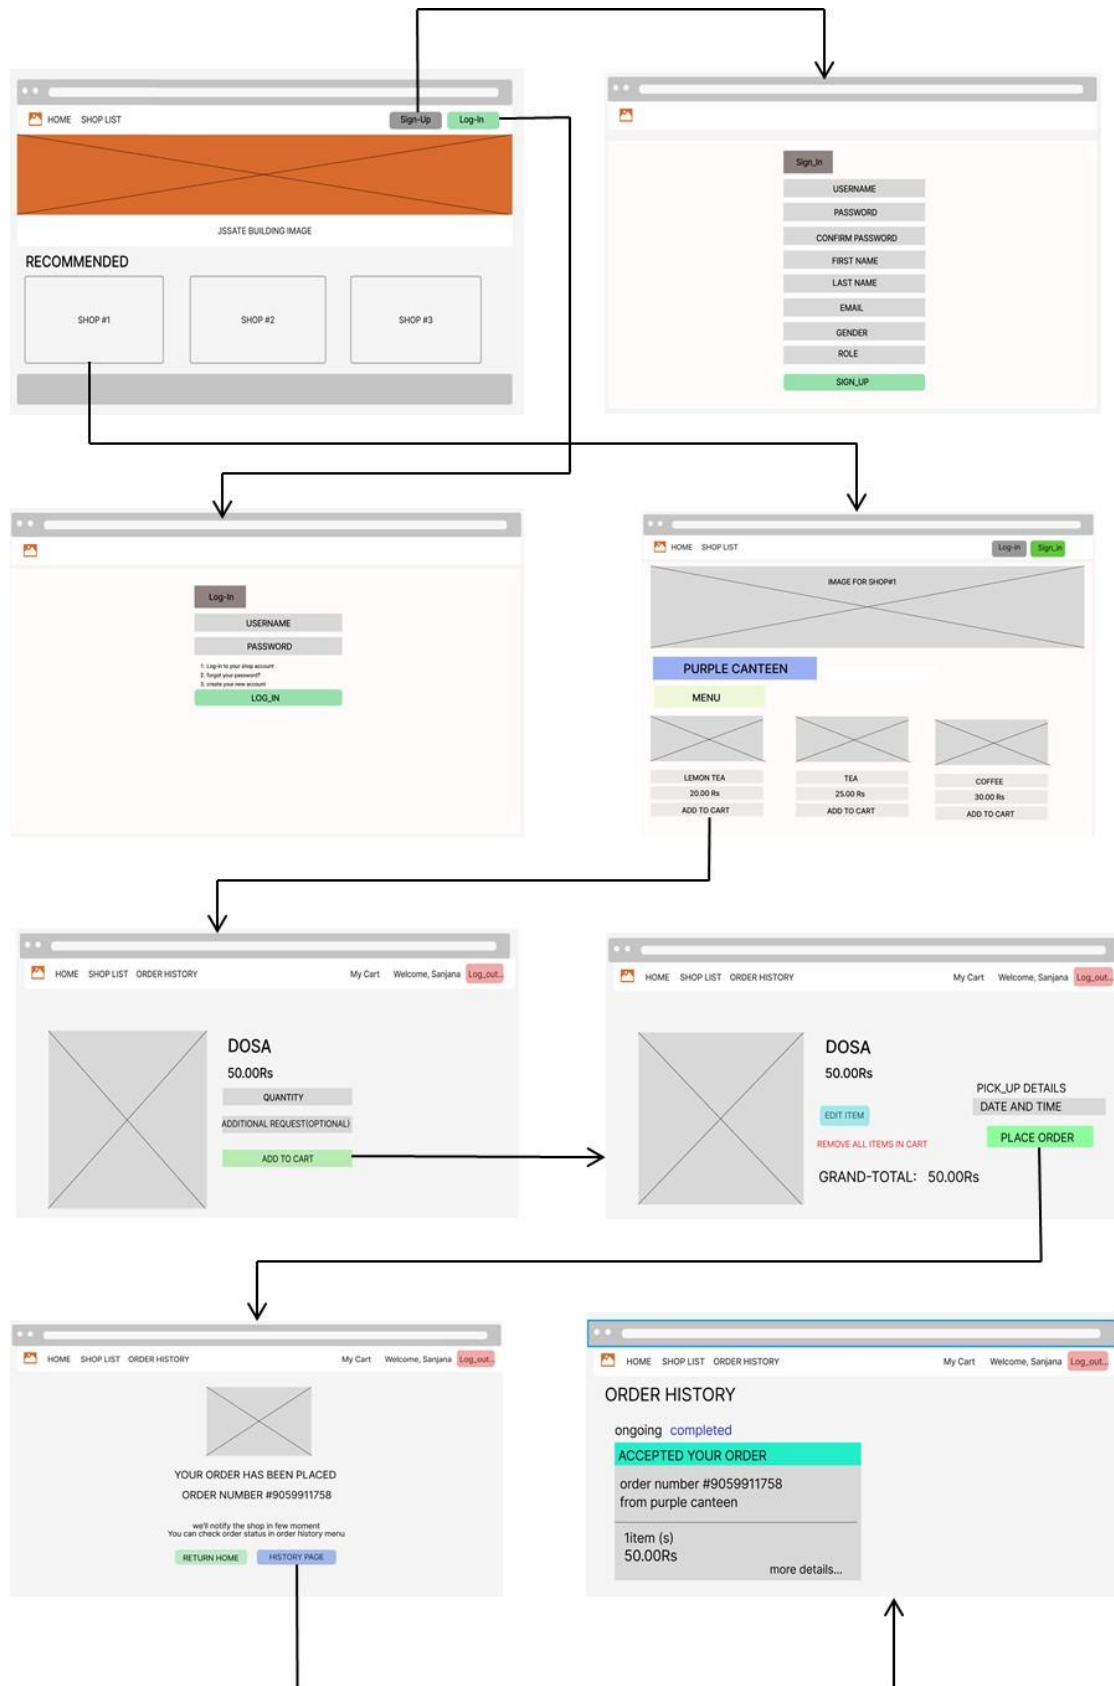 HOME SHOP LIST Sign-Up Log-In
JSSATE BUILDING IMAGE
RECOMMENDED
SHOP #1 SHOP #2 SHOP #3
Sign_In
USERNAME
PASSWORD
CONFIRM PASSWORD
FIRST NAME
LAST NAME
EMAIL
GENDER
ROLE
SIGN_UP
Log-In
USERNAME
PASSWORD
1. Log-in to your shop account
2. forgot your password?
3. create your new account
LOG_IN
HOME SHOP LIST Log-In Sign_in
IMAGE FOR SHOP#1
PURPLE CANTEEN
MENU
LEMON TEA TEA COFFEE
20.00 Rs 25.00 Rs 30.00 Rs
ADD TO CART ADD TO CART ADD TO CART
HOME SHOP LIST ORDER HISTORY My Cart Welcome, Sanjana Log_out...
DOSA
50.00Rs
QUANTITY
ADDITIONAL REQUEST(OPTIONAL)
ADD TO CART
HOME SHOP LIST ORDER HISTORY My Cart Welcome, Sanjana Log_out...
DOSA
50.00Rs
PICK_UP DETAILS
DATE AND TIME
EDIT ITEM
PLACE ORDER
REMOVE ALL ITEMS IN CART
GRAND-TOTAL: 50.00Rs
HOME SHOP LIST ORDER HISTORY My Cart Welcome, Sanjana Log_out...
YOUR ORDER HAS BEEN PLACED
ORDER NUMBER #9059911758
we'll notify the shop in few moment
You can check order status in order history menu
RETURN HOME HISTORY PAGE
HOME SHOP LIST ORDER HISTORY My Cart Welcome, Sanjana Log_out...
ORDER HISTORY
ongoing completed
ACCEPTED YOUR ORDER
order number #9059911758
from purple canteen
1item (s)
50.00Rs
more details...